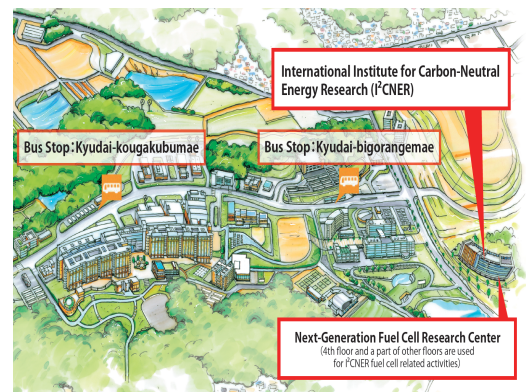 International Institute for Carbon-Neutral
Energy Research (I²CNER)
Bus Stop：Kyudai-kougakubumae
Bus Stop：Kyudai-bigorangemae
Next-Generation Fuel Cell Research Center
(4th floor and a part of other floors are used
for I²CNER fuel cell related activities)